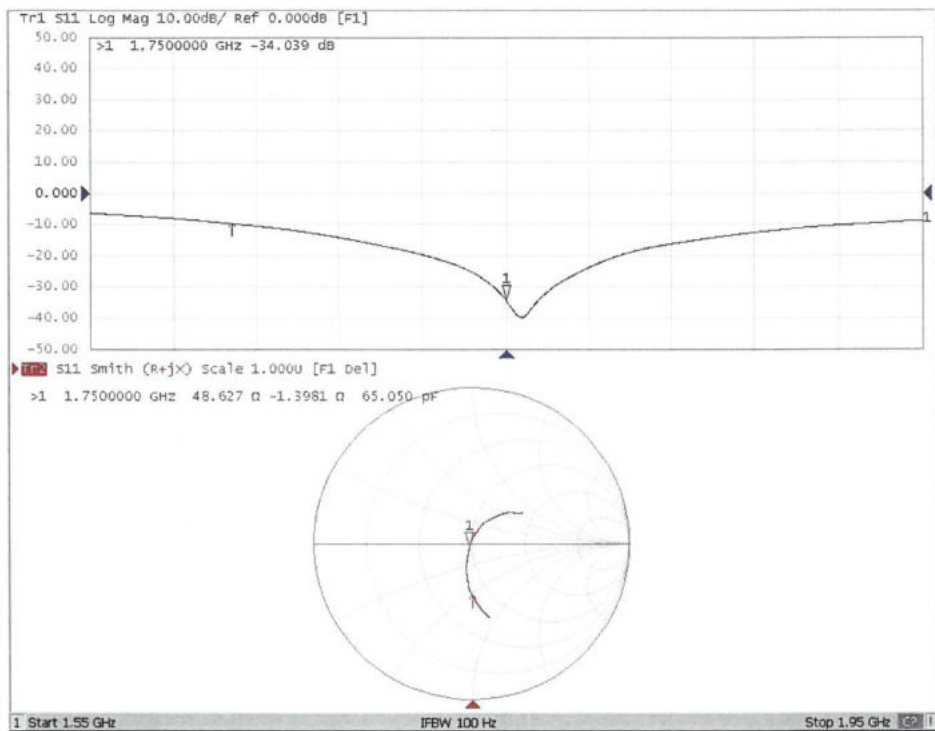 Tr1 S11 Log Mag 10.00dB/ Ref 0.000dB [F1]
50.00
>1 1.7500000 GHz -34.039 dB
40.00
30.00
20.00
10.00
0.000
-10.00
1
-20.00
1
-30.00
-40.00
-50.00
Tr2 S11 Smith (R+jX) Scale 1.000U [F1 Del]
>1 1.7500000 GHz 48.627 Ω -1.3981 Ω 65.050 pF
1
1 Start 1.55 GHz IFBW 100 Hz Stop 1.95 GHz C? !